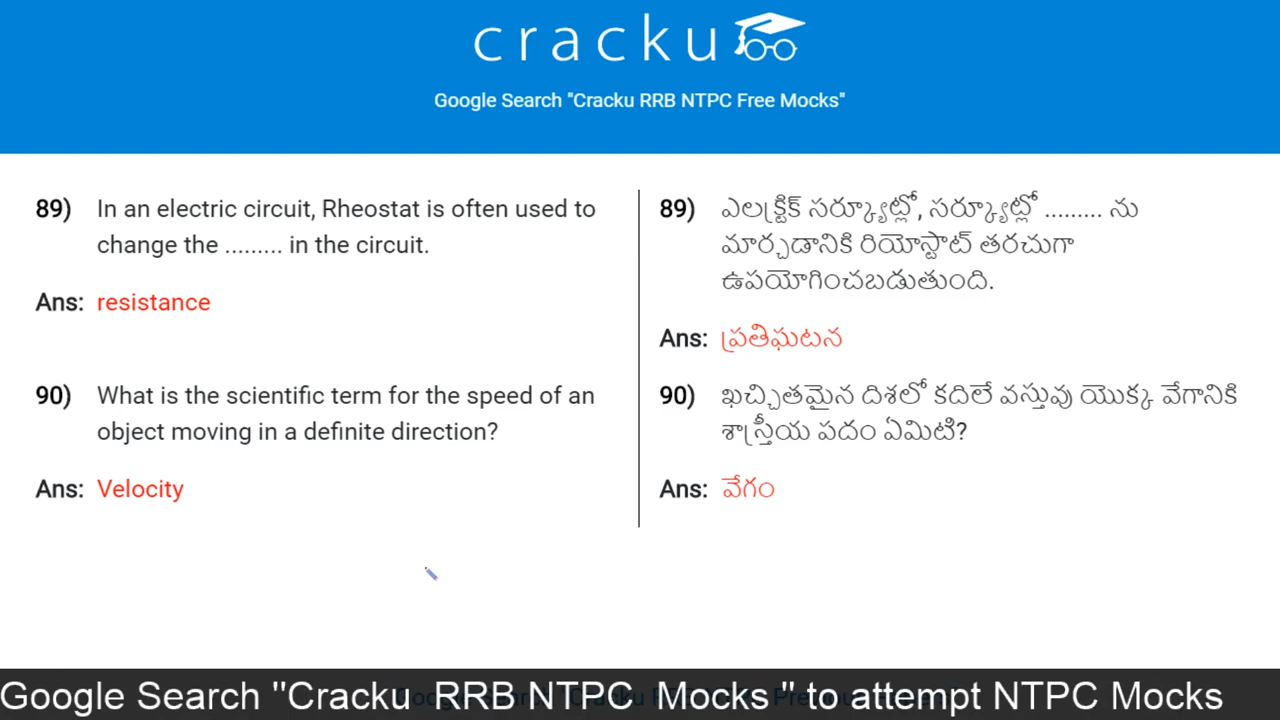 cracku
Google Search "Cracku RRB NTPC Free Mocks"
89) In an electric circuit, Rheostat is often used to
change the ......... in the circuit.
Ans: resistance
90) What is the scientific term for the speed of an
object moving in a definite direction?
Ans: Velocity
89) ఎలక్ట్రిక్ సర్క్యూట్లో, సర్క్యూట్లో ......... ను
మార్చడానికి రియోస్టాట్ తరచుగా
ఉపయోగించబడుతుంది.
Ans: ప్రతిఘటన
90) ఖచ్చితమైన దిశలో కదిలే వస్తువు యొక్క వేగానికి
శాస్త్రీయ పదం ఏమిటి?
Ans: వేగం
Google Search "Cracku RRB NTPC Mocks " to attempt NTPC Mocks